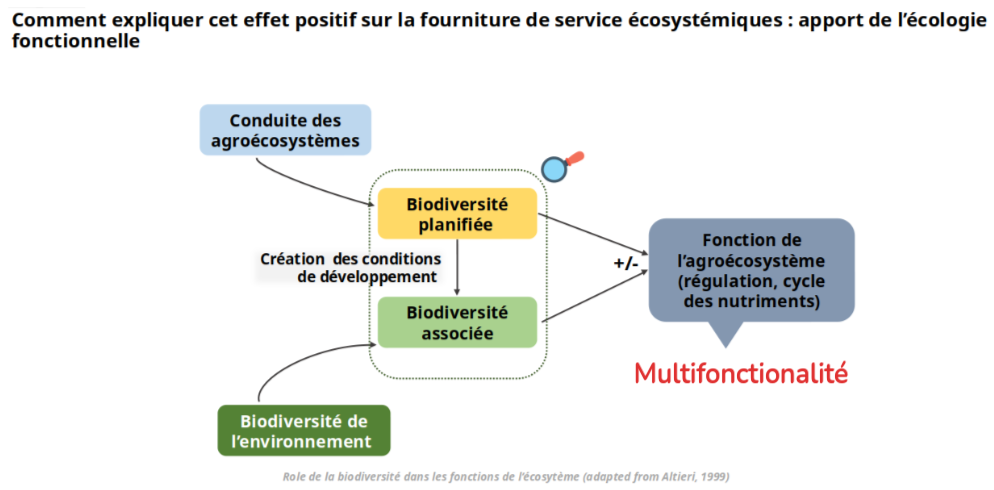 Comment expliquer cet effet positif sur la fourniture de service écosystémiques : apport de l'écologie
fonctionnelle
Conduite des
agroécosystèmes
Biodiversité
planifiée
Création des conditions
de développement
Biodiversité
associée
Biodiversité de
l'environnement
+/-
Fonction de
l'agroécosystème
(régulation, cycle
des nutriments)
Multifonctionalité
Role de la biodiversité dans les fonctions de l'écosytème (adapted from Altieri, 1999)